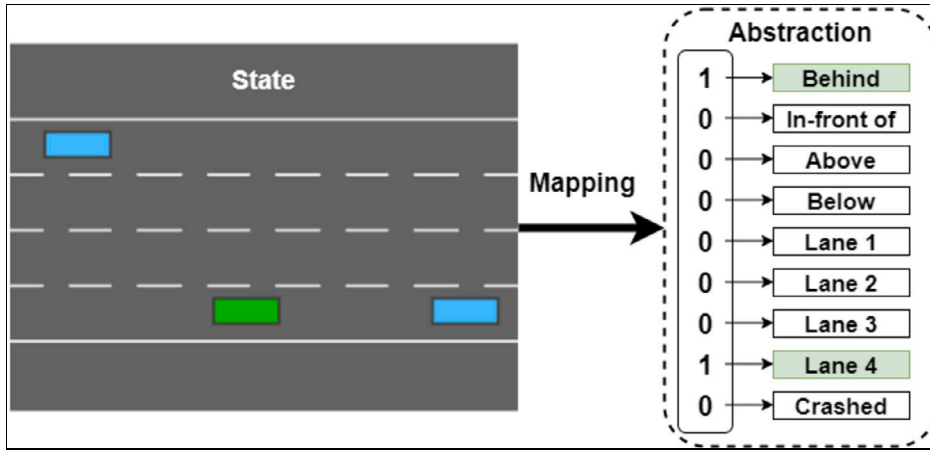 State
Mapping
Abstraction
1 Behind
0 In-front of
0 Above
0 Below
0 Lane 1
0 Lane 2
0 Lane 3
1 Lane 4
0 Crashed